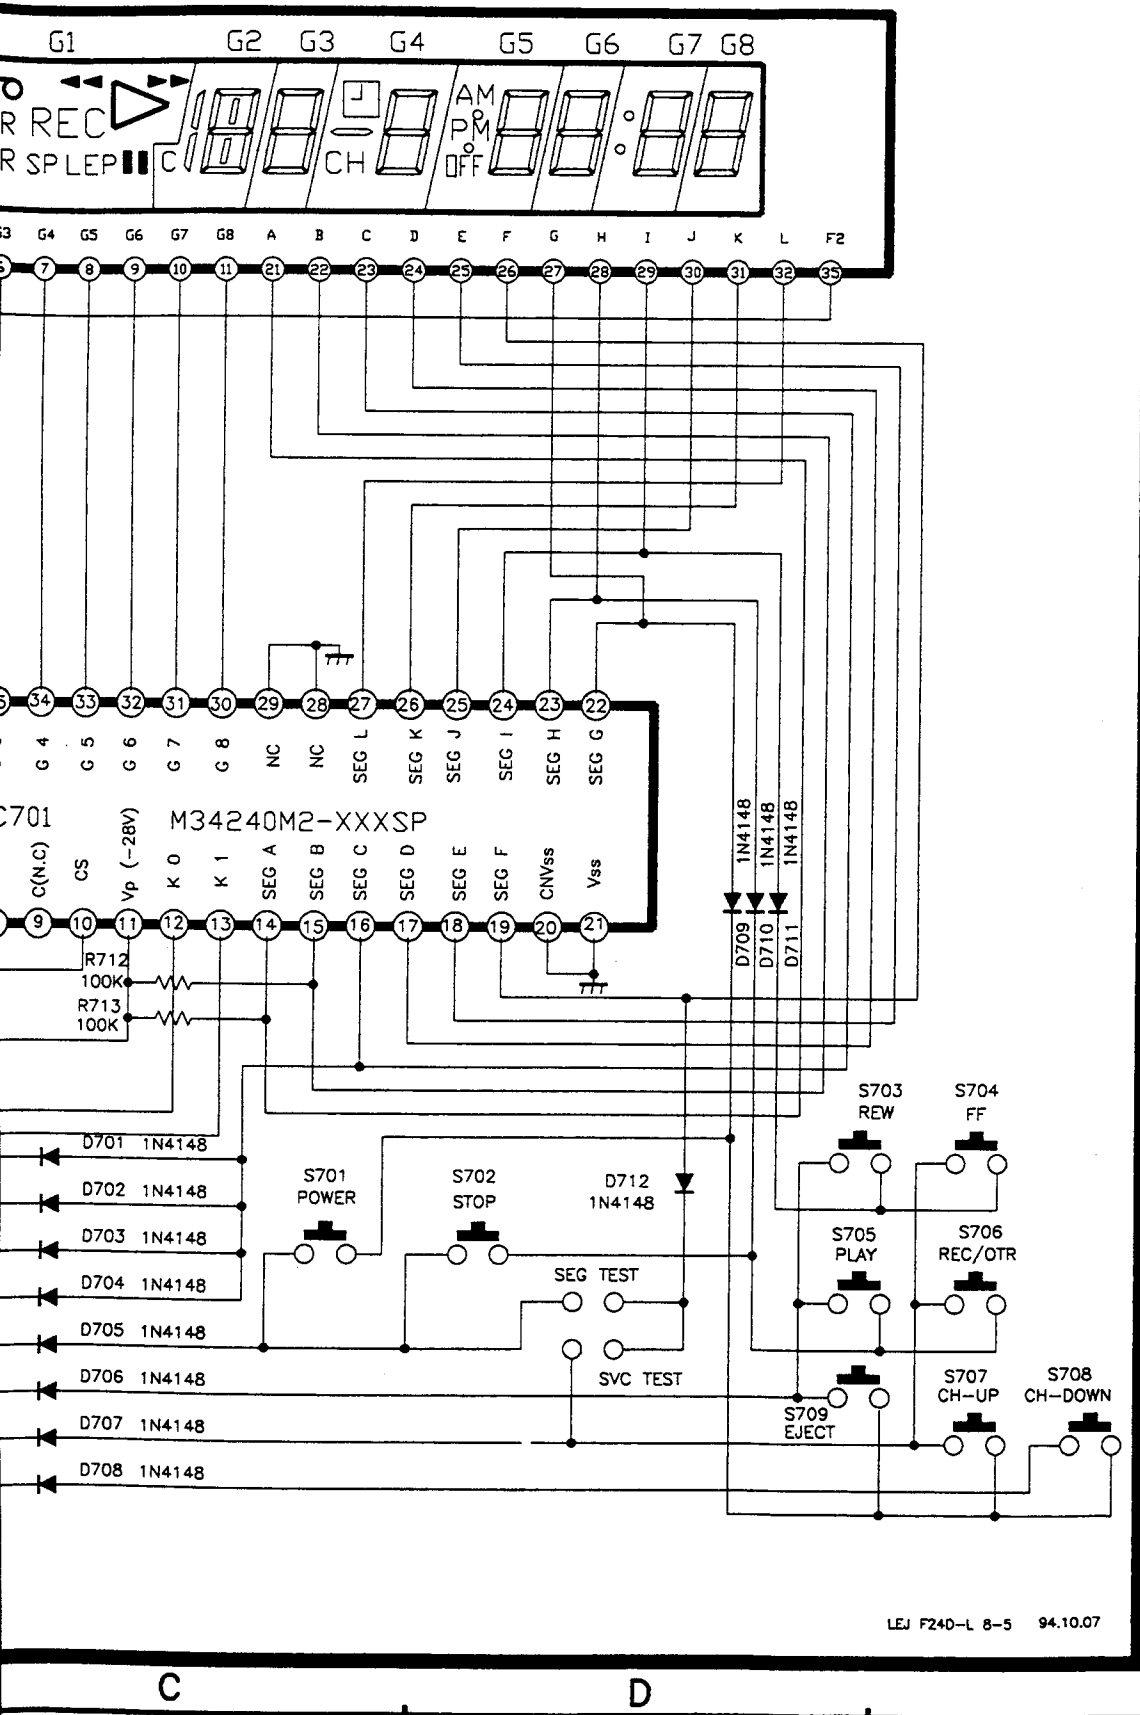 G1 G2 G3 G4 G5 G6 G7 G8
REC
AM
PM
SP LEP C CH OFF
G4 G5 G6 G7 G8 A B C D E F G H I J K L F2
7 8 9 10 11 21 22 23 24 25 26 27 28 29 30 31 32 35
34 33 32 31 30 29 28 27 26 25 24 23 22
G 4 G 5 G 6 G 7 G 8 NC NC SEG L SEG K SEG J SEG I SEG H SEG G
C701 M34240M2-XXXSP
C(N.C) CS Vp (-28V) K 0 K 1 SEG A SEG B SEG C SEG D SEG E SEG F CNVss Vss
9 10 11 12 13 14 15 16 17 18 19 20 21
1N4148 1N4148 1N4148
D709 D710 D711
R712
100K
R713
100K
S703
REW
S704
FF
D701 1N4148
D702 1N4148
D703 1N4148
D704 1N4148
D705 1N4148
D706 1N4148
D707 1N4148
D708 1N4148
S701
POWER
S702
STOP
D712
1N4148
S705
PLAY
S706
REC/OTR
SEG TEST
SVC TEST
S709
EJECT
S707
CH-UP
S708
CH-DOWN
LEJ F24D-L 8-5 94.10.07
C D